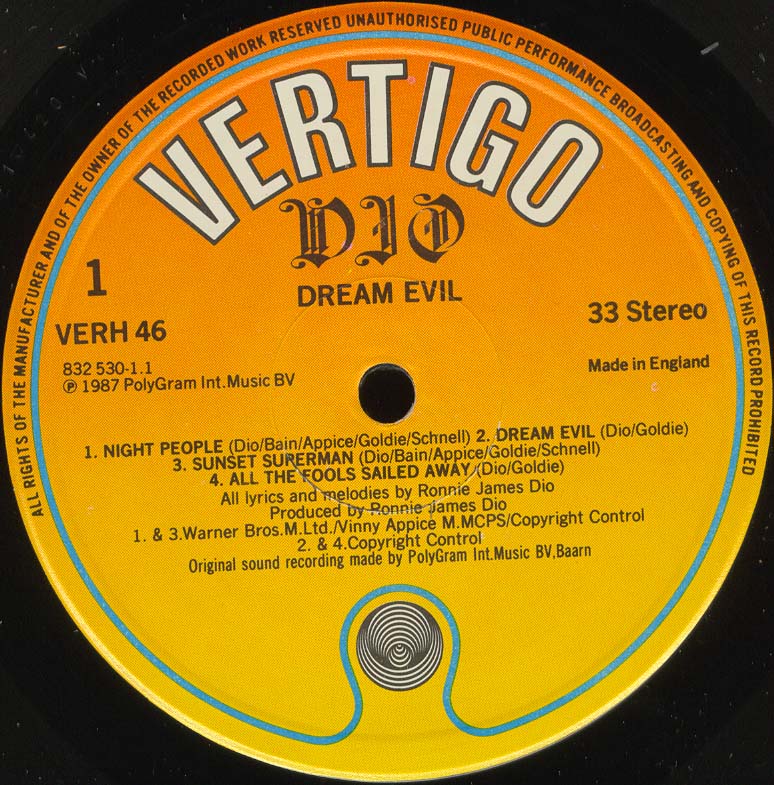 ALL RIGHTS OF THE MANUFACTURER AND OF THE OWNER OF THE RECORDED WORK RESERVED UNAUTHORISED PUBLIC PERFORMANCE BROADCASTING AND COPYING OF THIS RECORD PROHIBITED
VERTIGO
DIO
DREAM EVIL
1
33 Stereo
VERH 46
832 530-1.1
Made in England
℗ 1987 PolyGram Int.Music BV
1. NIGHT PEOPLE (Dio/Bain/Appice/Goldie/Schnell) 2. DREAM EVIL (Dio/Goldie)
3. SUNSET SUPERMAN (Dio/Bain/Appice/Goldie/Schnell)
4. ALL THE FOOLS SAILED AWAY (Dio/Goldie)
All lyrics and melodies by Ronnie James Dio
Produced by Ronnie James Dio
1. & 3.Warner Bros.M.Ltd./Vinny Appice M.MCPS/Copyright Control
2. & 4.Copyright Control
Original sound recording made by PolyGram Int.Music BV,Baarn